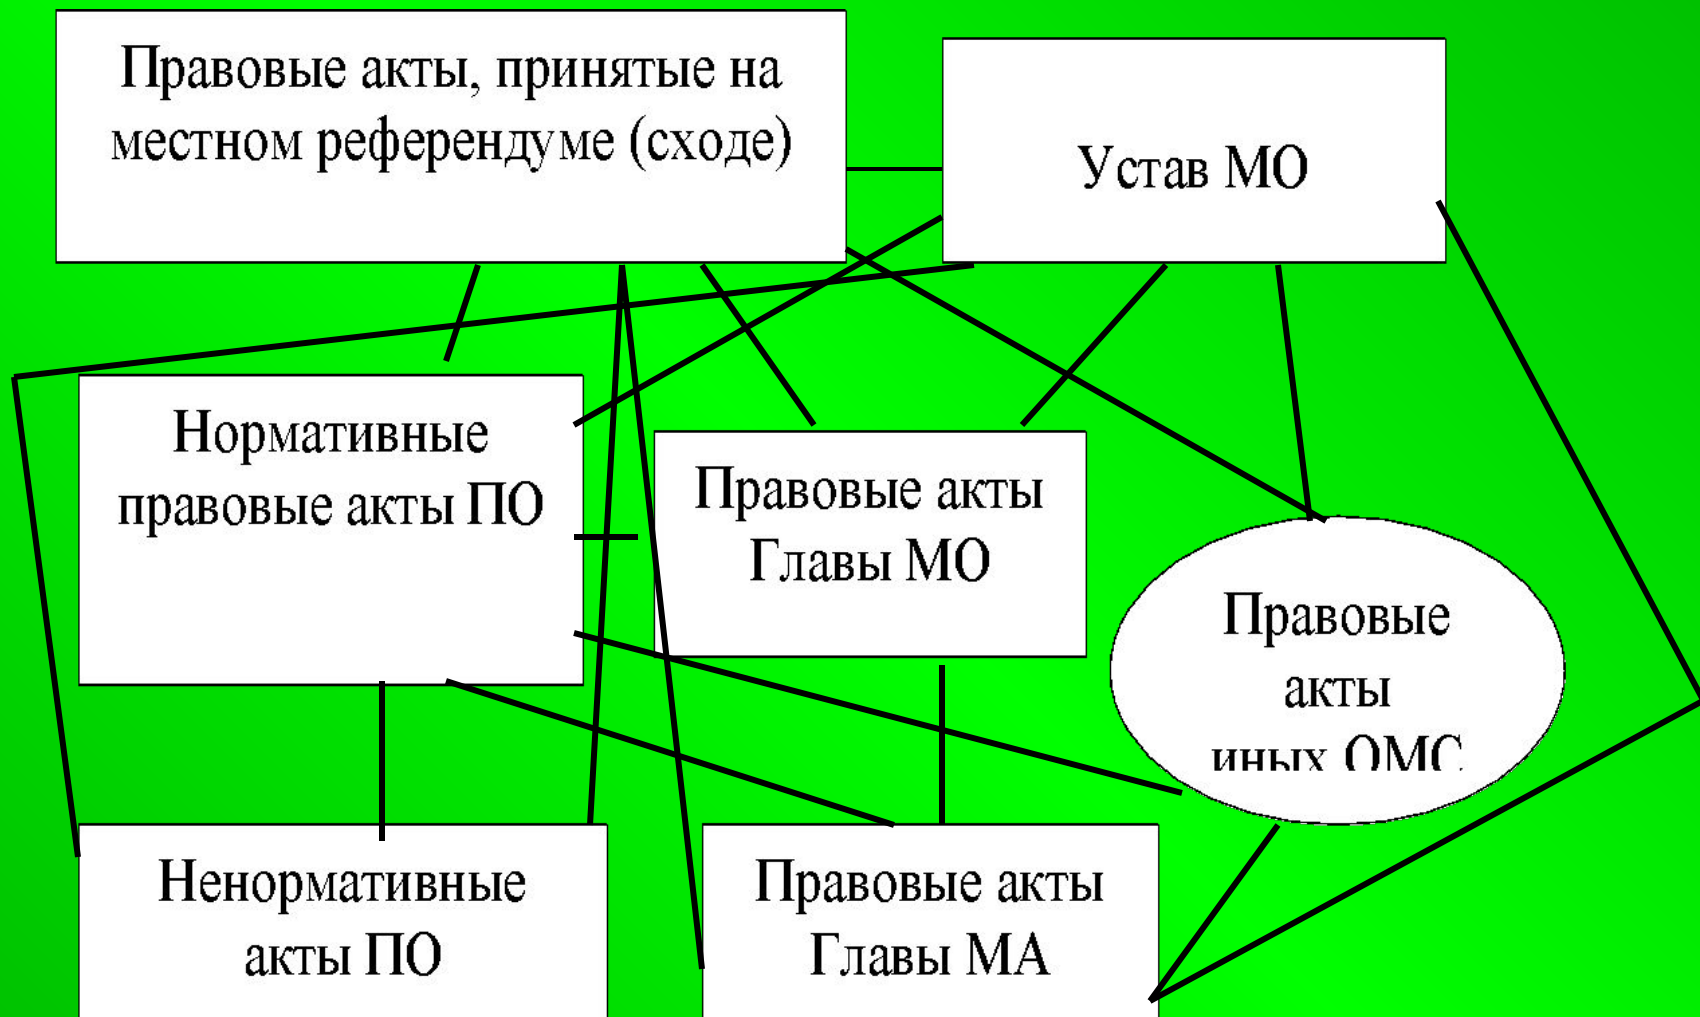 Правовые акты, принятые на
местном референдуме (сходе)
Устав МО
Нормативные
правовые акты ПО
Правовые акты
Главы МО
Правовые
акты
иных ОМС
Ненормативные
акты ПО
Правовые акты
Главы МА